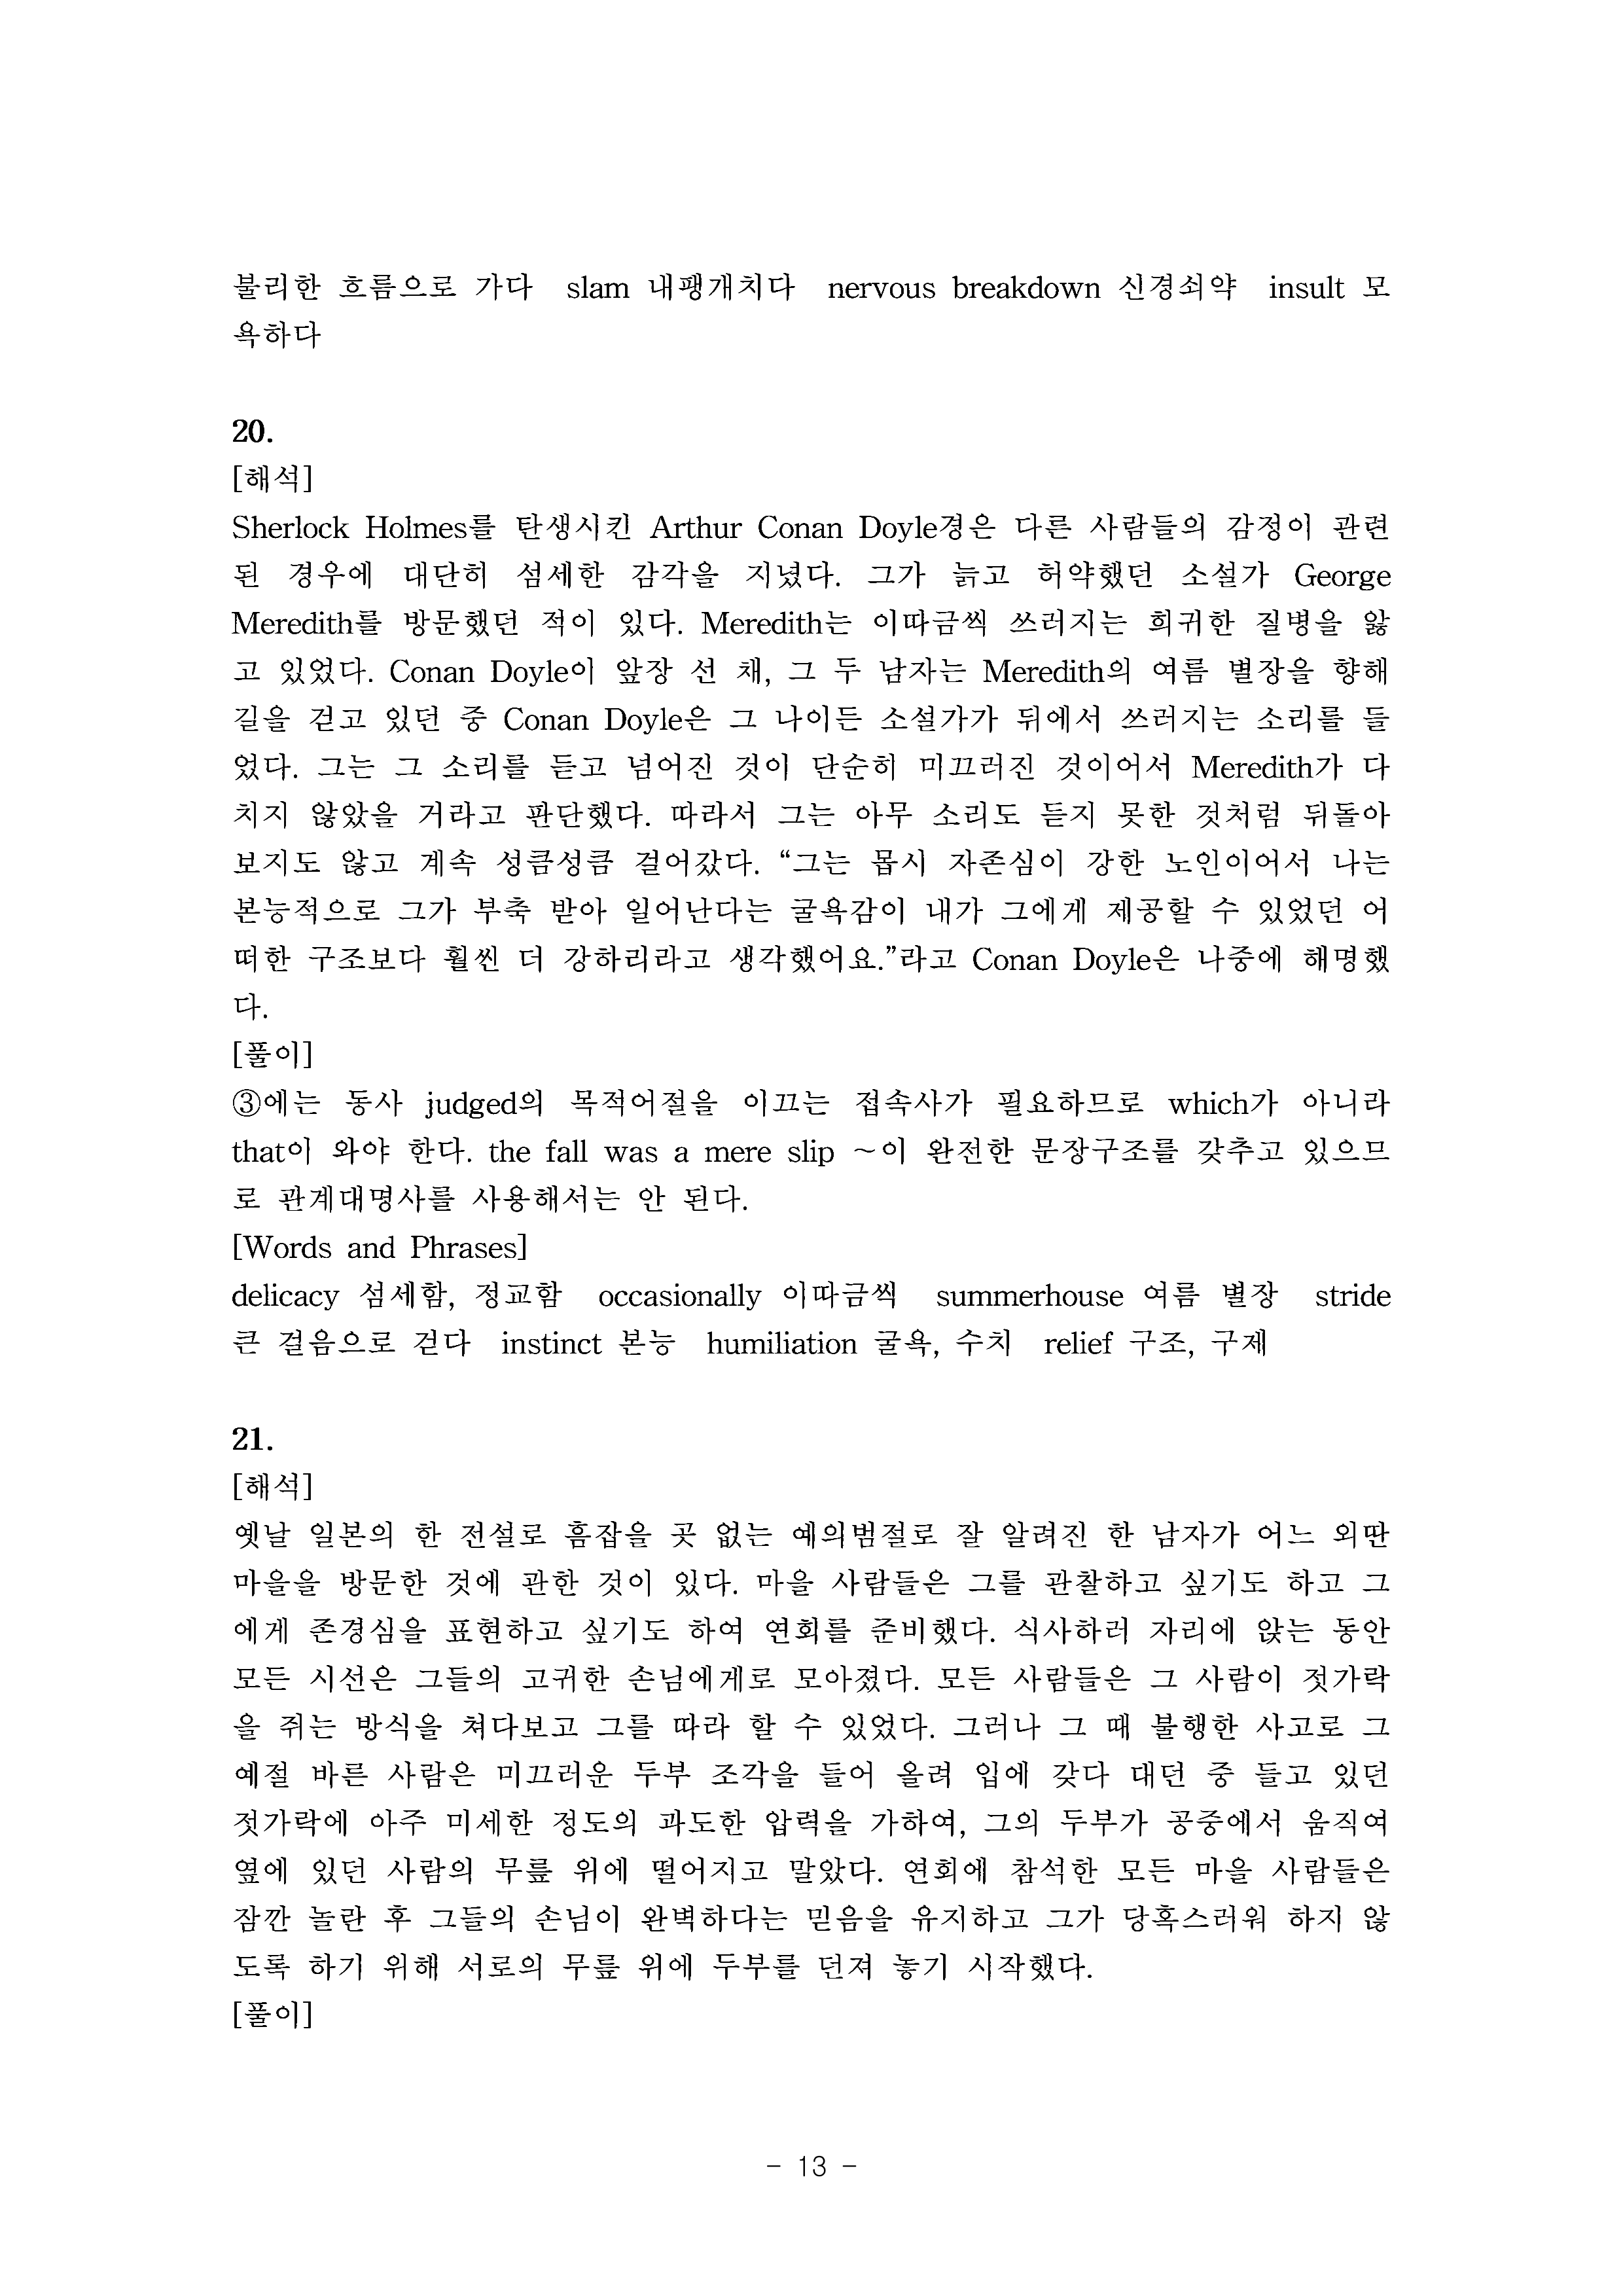 불리한 흐름으로 가다  slam 내팽개치다  nervous breakdown 신경쇠약  insult 모
욕하다
20.
[해석]
Sherlock Holmes를 탄생시킨 Arthur Conan Doyle경은 다른 사람들의 감정이 관련
된 경우에 대단히 섬세한 감각을 지녔다. 그가 늙고 허약했던 소설가 George
Meredith를 방문했던 적이 있다. Meredith는 이따금씩 쓰러지는 희귀한 질병을 앓
고 있었다. Conan Doyle이 앞장 선 채, 그 두 남자는 Meredith의 여름 별장을 향해
길을 걷고 있던 중 Conan Doyle은 그 나이든 소설가가 뒤에서 쓰러지는 소리를 들
었다. 그는 그 소리를 듣고 넘어진 것이 단순히 미끄러진 것이어서 Meredith가 다
치지 않았을 거라고 판단했다. 따라서 그는 아무 소리도 듣지 못한 것처럼 뒤돌아
보지도 않고 계속 성큼성큼 걸어갔다. “그는 몹시 자존심이 강한 노인이어서 나는
본능적으로 그가 부축 받아 일어난다는 굴욕감이 내가 그에게 제공할 수 있었던 어
떠한 구조보다 훨씬 더 강하리라고 생각했어요.”라고 Conan Doyle은 나중에 해명했
다.
[풀이]
③에는 동사 judged의 목적어절을 이끄는 접속사가 필요하므로 which가 아니라
that이 와야 한다. the fall was a mere slip ～이 완전한 문장구조를 갖추고 있으므
로 관계대명사를 사용해서는 안 된다.
[Words and Phrases]
delicacy 섬세함, 정교함  occasionally 이따금씩  summerhouse 여름 별장  stride
큰 걸음으로 걷다  instinct 본능  humiliation 굴욕, 수치  relief 구조, 구제
21.
[해석]
옛날 일본의 한 전설로 흠잡을 곳 없는 예의범절로 잘 알려진 한 남자가 어느 외딴
마을을 방문한 것에 관한 것이 있다. 마을 사람들은 그를 관찰하고 싶기도 하고 그
에게 존경심을 표현하고 싶기도 하여 연회를 준비했다. 식사하러 자리에 앉는 동안
모든 시선은 그들의 고귀한 손님에게로 모아졌다. 모든 사람들은 그 사람이 젓가락
을 쥐는 방식을 쳐다보고 그를 따라 할 수 있었다. 그러나 그 때 불행한 사고로 그
예절 바른 사람은 미끄러운 두부 조각을 들어 올려 입에 갖다 대던 중 들고 있던
젓가락에 아주 미세한 정도의 과도한 압력을 가하여, 그의 두부가 공중에서 움직여
옆에 있던 사람의 무릎 위에 떨어지고 말았다. 연회에 참석한 모든 마을 사람들은
잠깐 놀란 후 그들의 손님이 완벽하다는 믿음을 유지하고 그가 당혹스러워 하지 않
도록 하기 위해 서로의 무릎 위에 두부를 던져 놓기 시작했다.
[풀이]
- 13 -